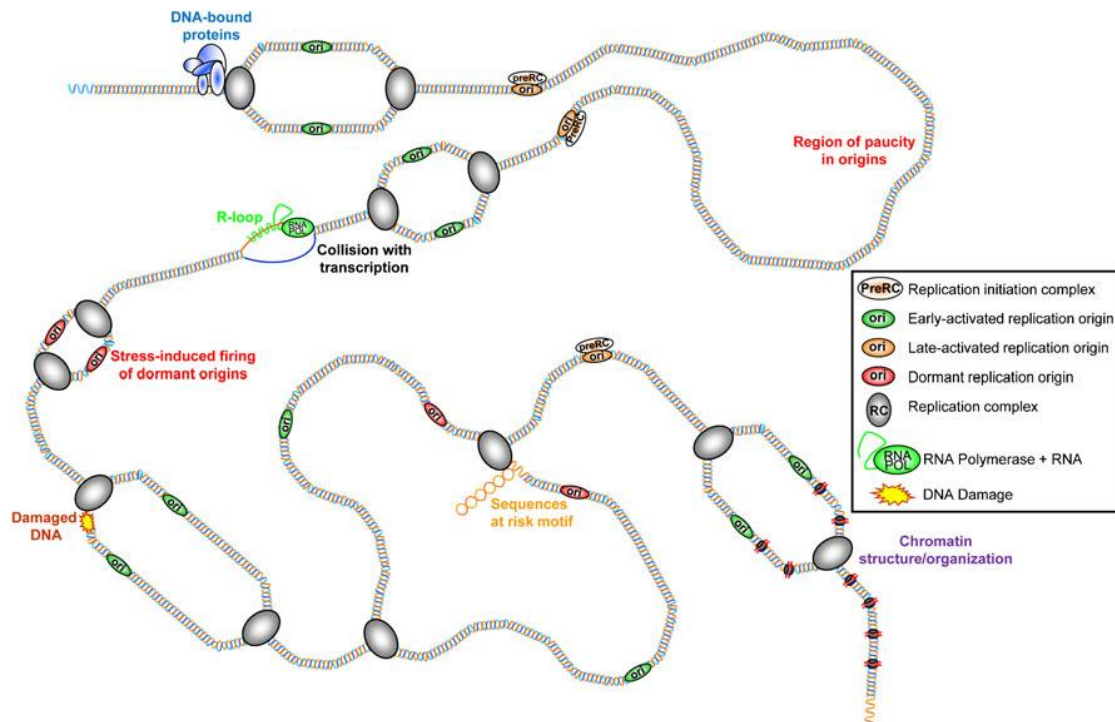 DNA-bound
proteins
ori
ori
preRC
ori
ori
PreRC
Region of paucity
in origins
ori
ori
R-loop
RNA
POL
Collision with
transcription
ori
ori
Stress-induced firing
of dormant origins
PreRC
Replication initiation complex
ori
Early-activated replication origin
ori
Late-activated replication origin
ori
Dormant replication origin
RC
Replication complex
RNA
POL
RNA Polymerase + RNA
DNA Damage
preRC
ori
ori
ori
ori
ori
ori
Sequences
at risk motif
ori
Damaged
DNA
ori
ori
Chromatin
structure/organization
ori